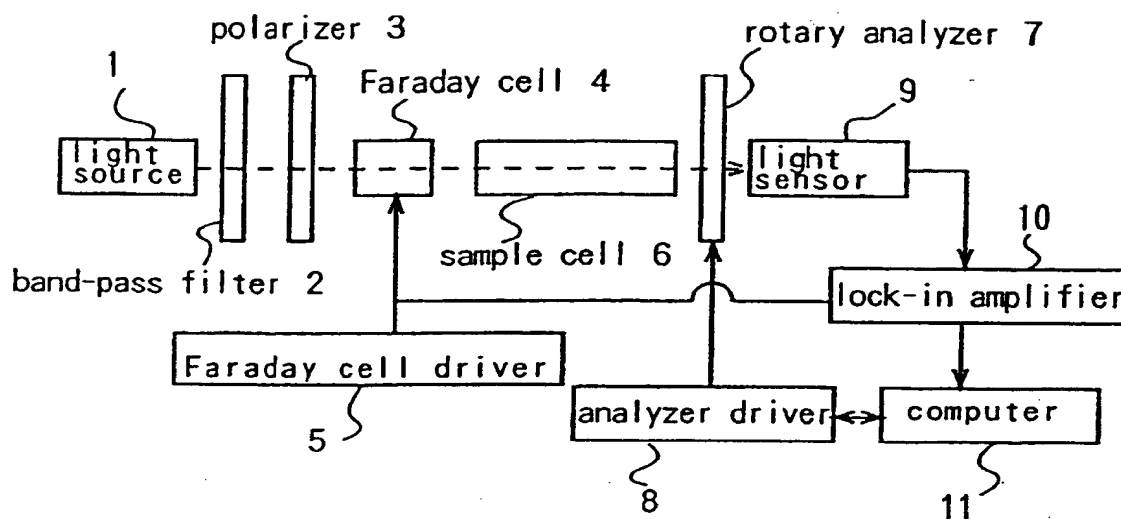 polarizer 3
rotary analyzer 7
1
Faraday cell 4
9
light
source
light
sensor
sample cell 6
10
band-pass filter 2
lock-in amplifier
Faraday cell driver
analyzer driver
computer
5
8
11